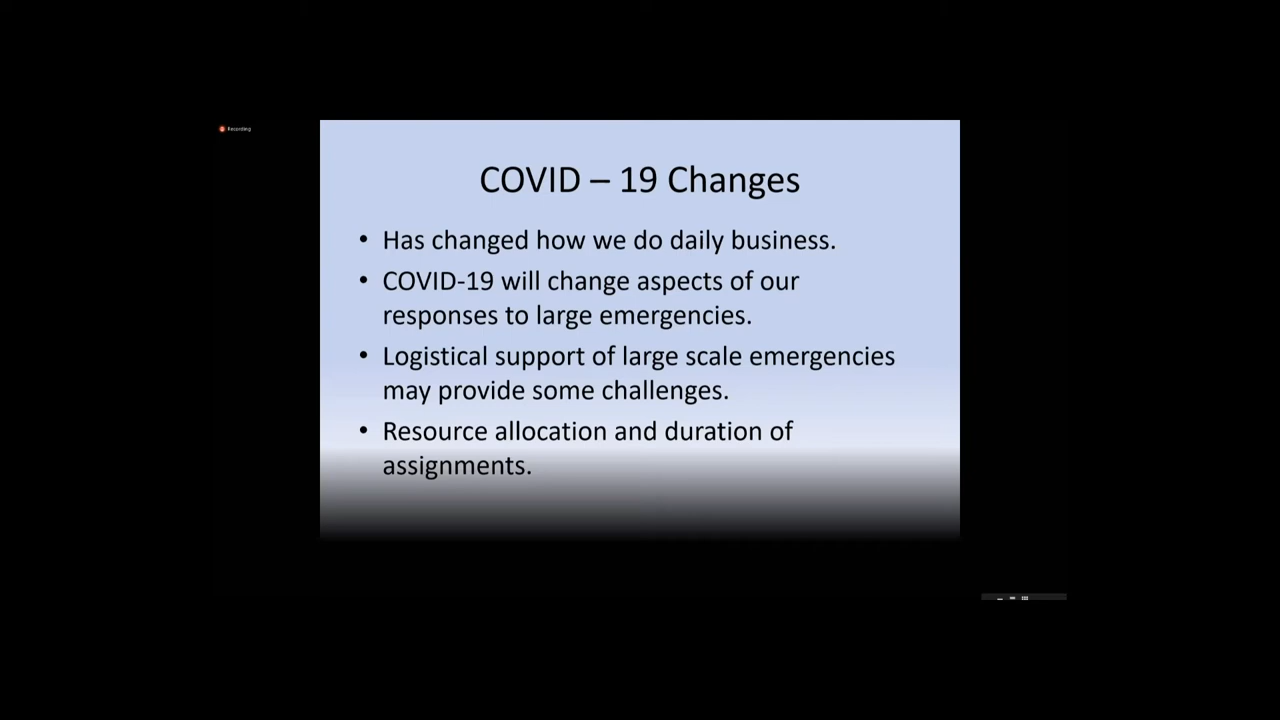 Recording
COVID – 19 Changes
• Has changed how we do daily business.
• COVID-19 will change aspects of our
responses to large emergencies.
• Logistical support of large scale emergencies
may provide some challenges.
• Resource allocation and duration of
assignments.